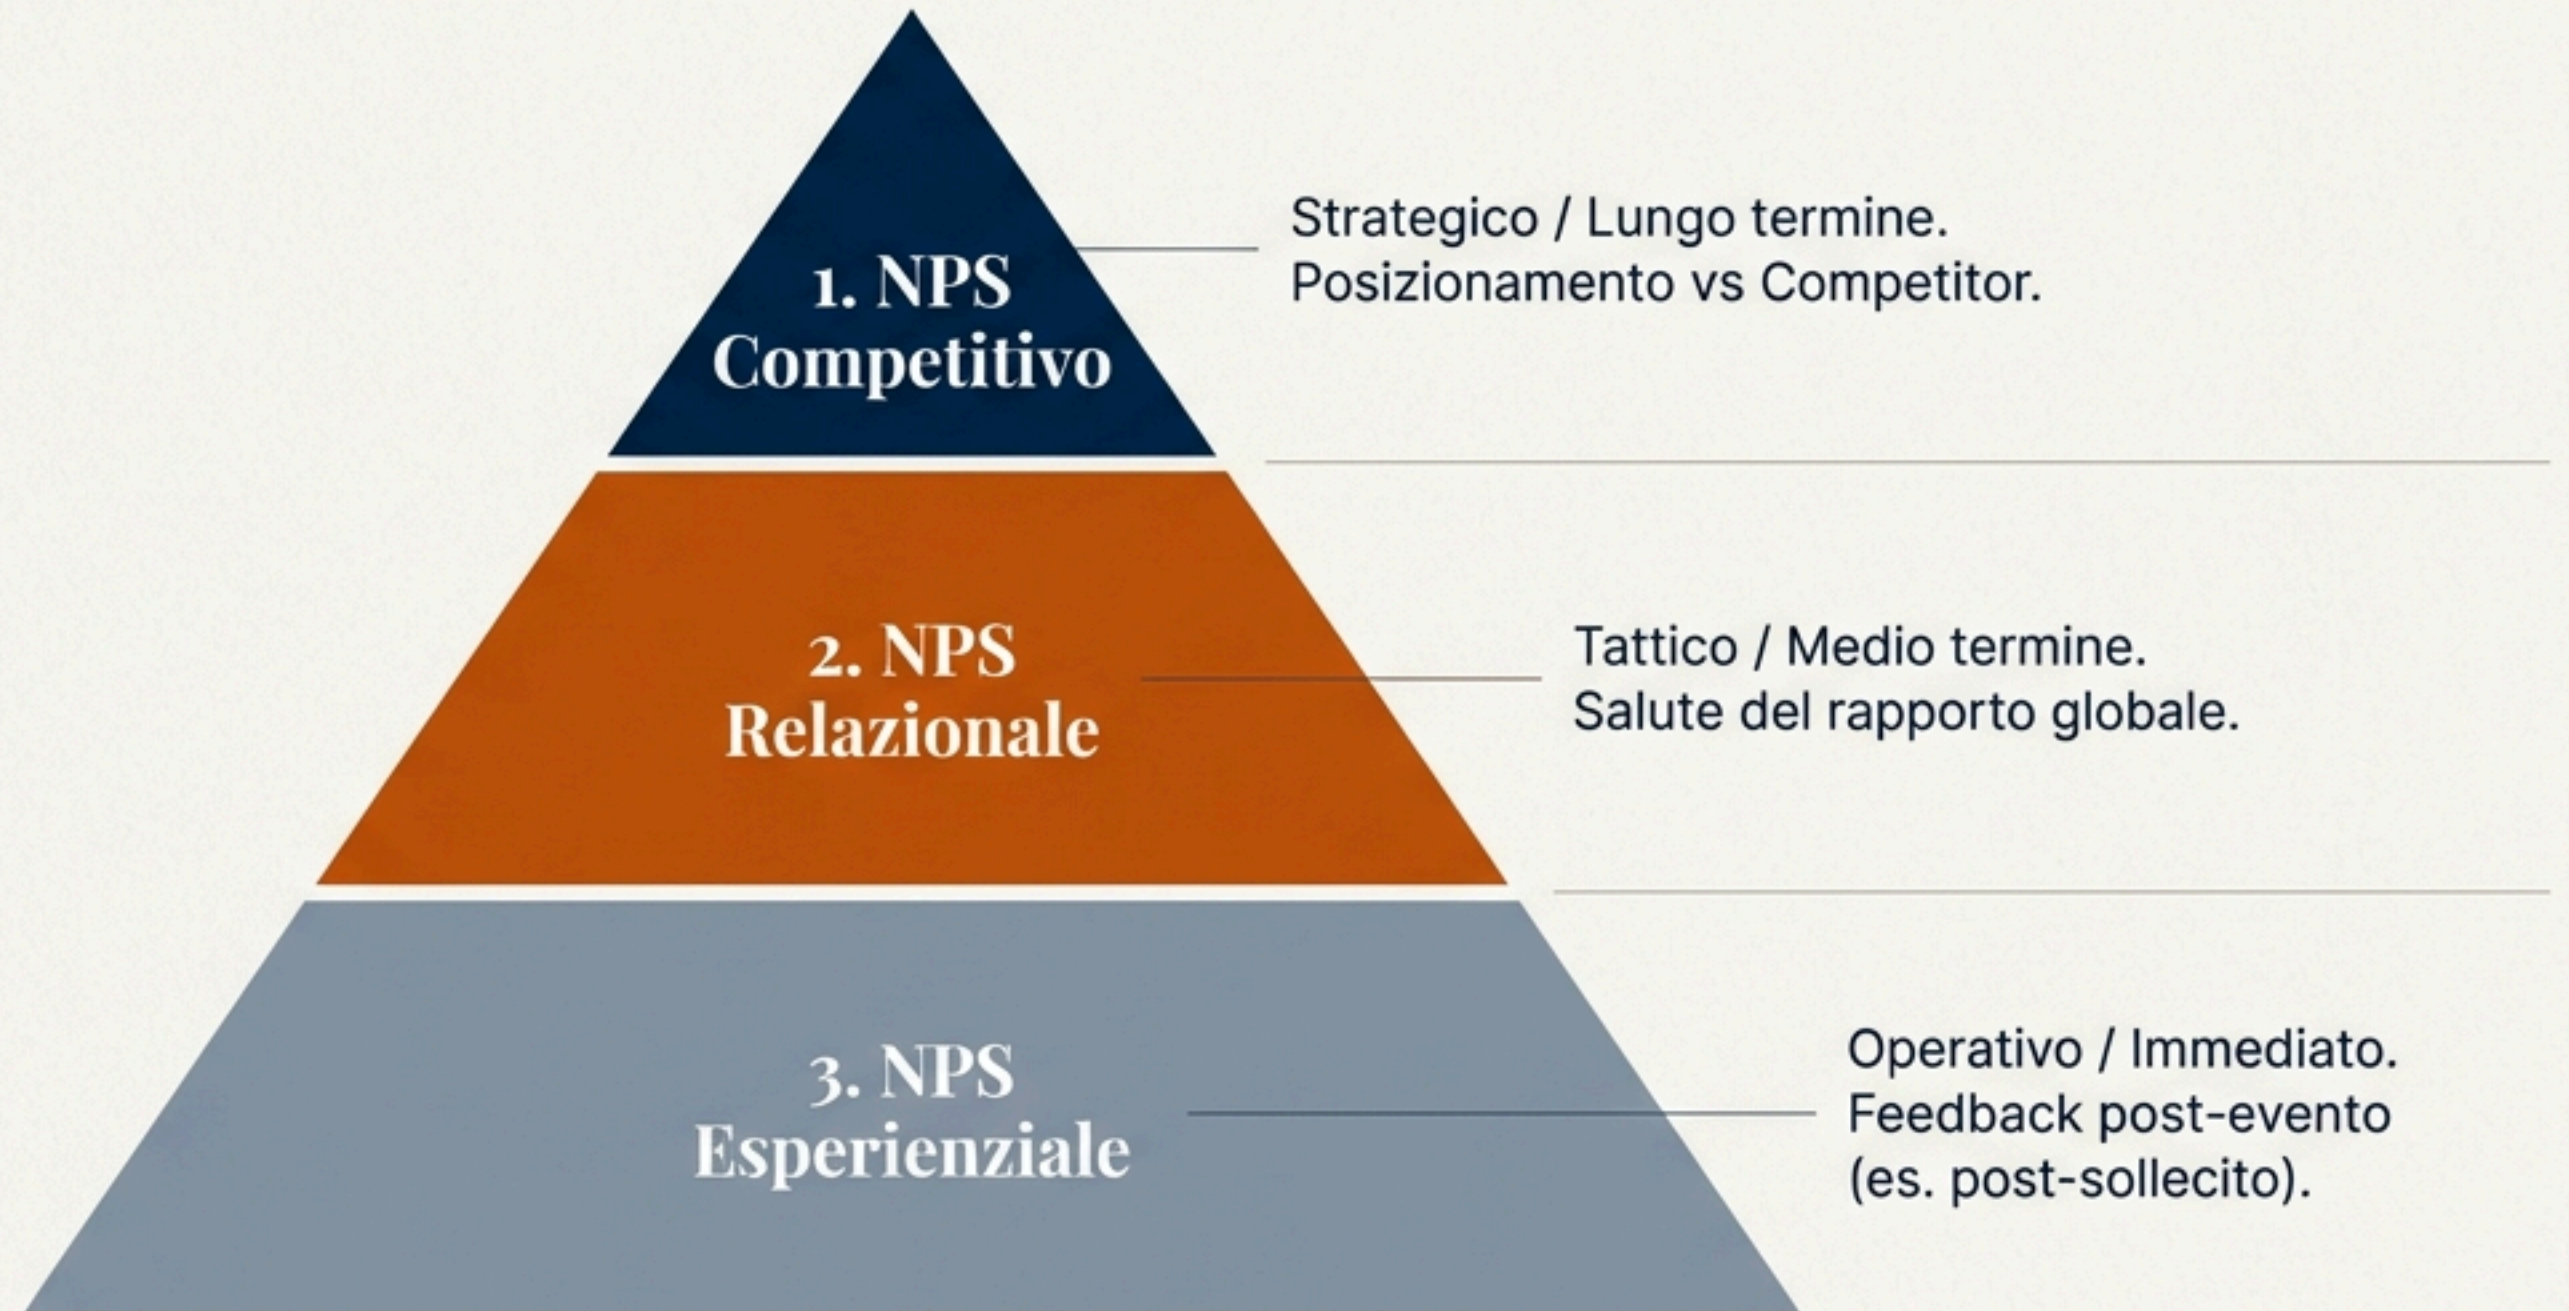 1. NPS
Competitivo
Strategico / Lungo termine.
Posizionamento vs Competitor.
2. NPS
Relazionale
Tattico / Medio termine.
Salute del rapporto globale.
3. NPS
Esperienziale
Operativo / Immediato.
Feedback post-evento
(es. post-sollecito).